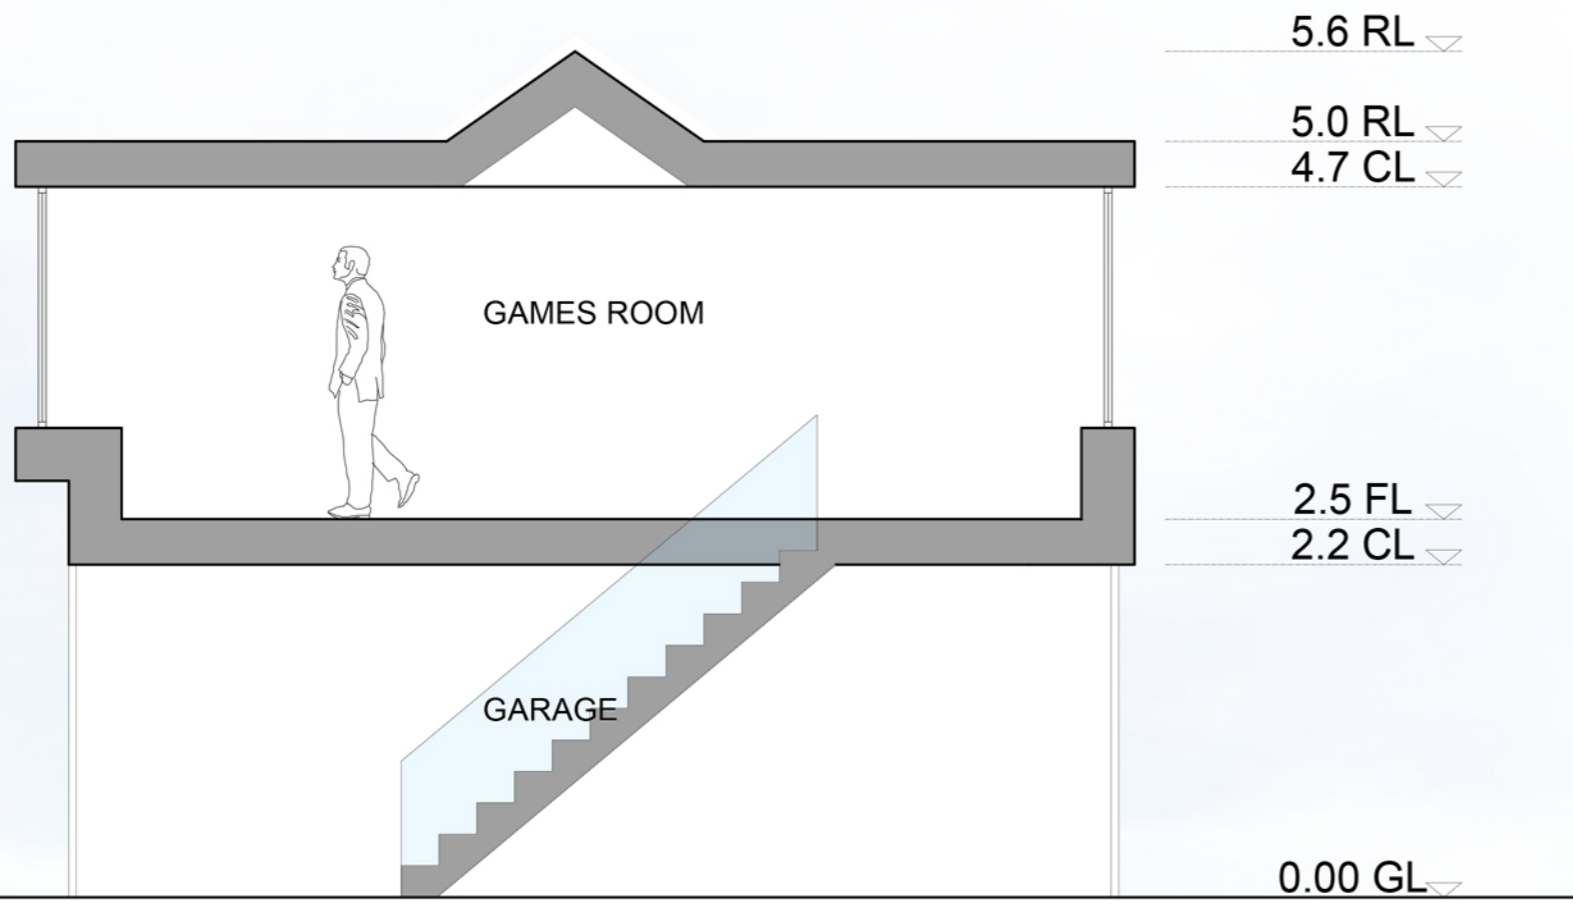 5.6 RL
5.0 RL
4.7 CL
GAMES ROOM
2.5 FL
2.2 CL
GARAGE
0.00 GL